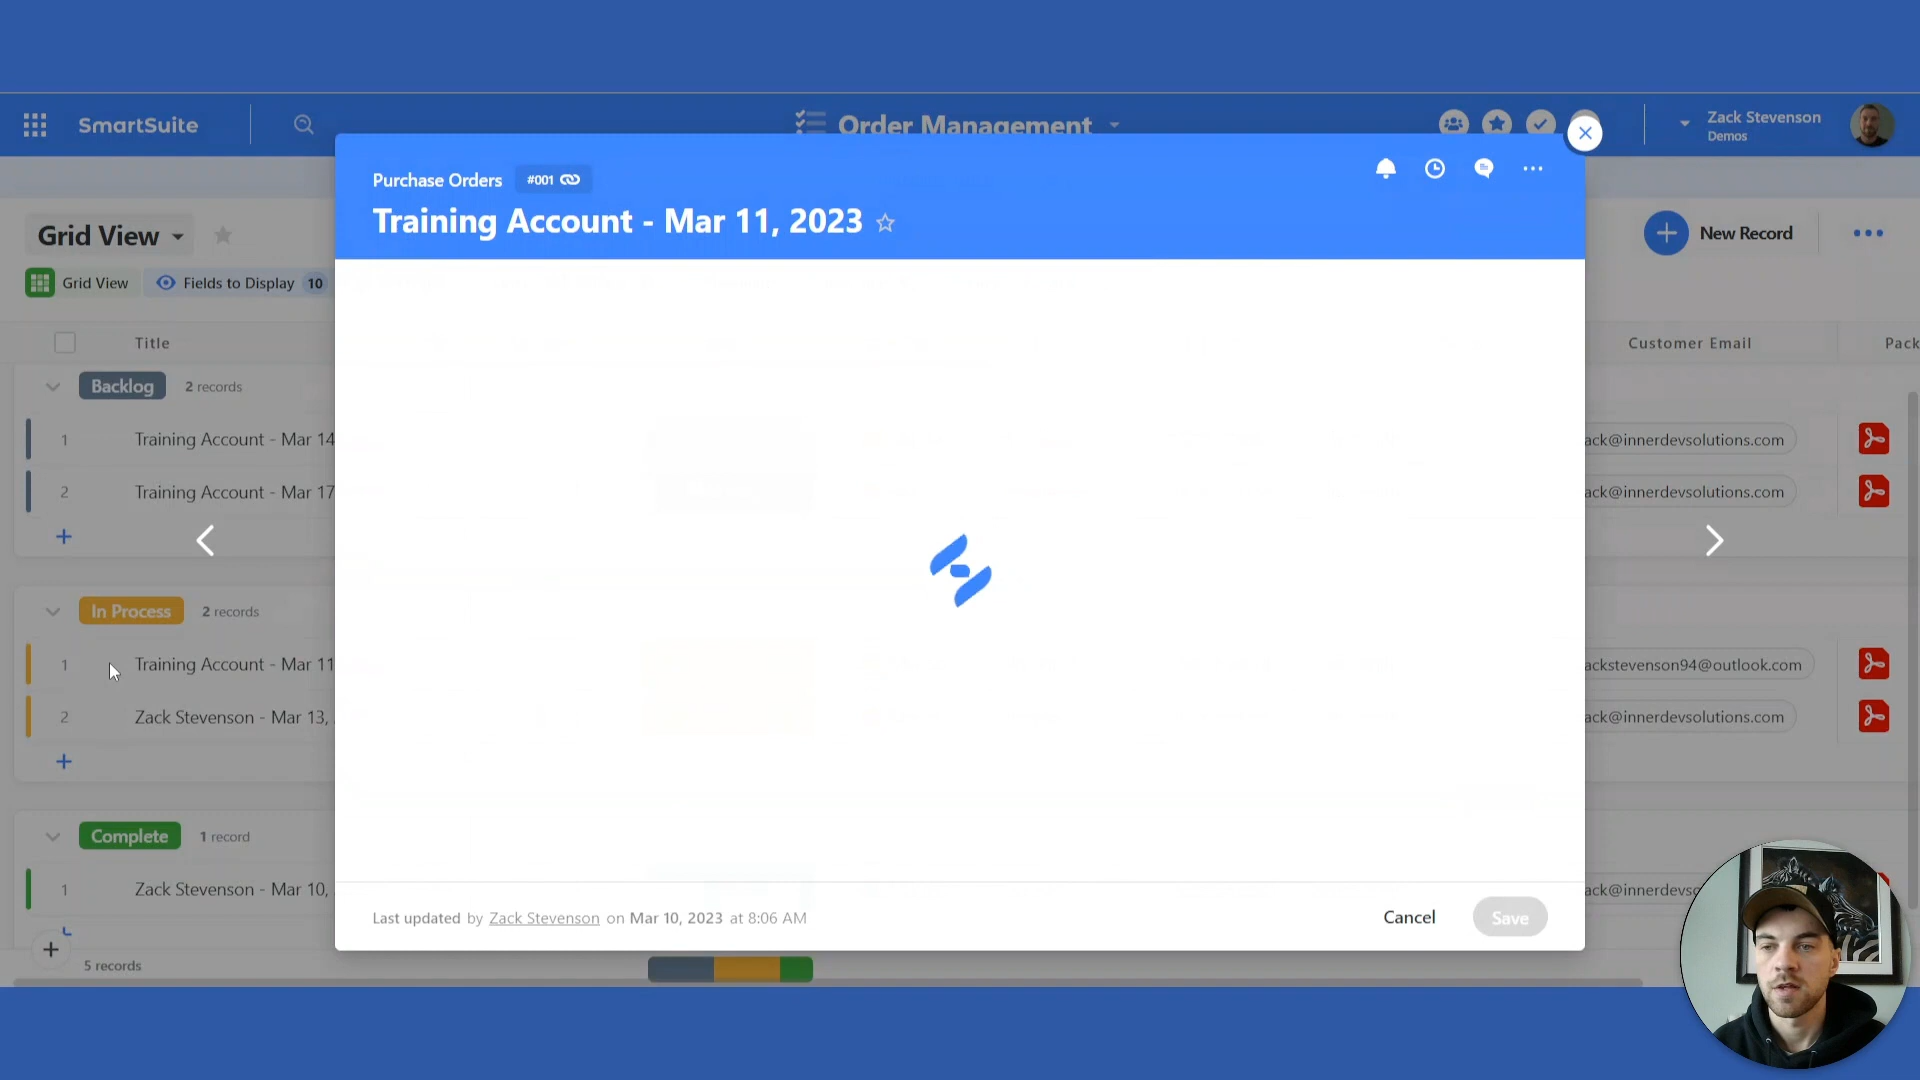 SmartSuite
Order Management
Zack Stevenson
Demos
Purchase Orders
#001
Training Account - Mar 11, 2023
Grid View
New Record
Grid View
Fields to Display 10
Title
Customer Email
Pack
Backlog 2 records
1 Training Account - Mar 14 ack@innerdevsolutions.com
2 Training Account - Mar 17 ack@innerdevsolutions.com
In Process 2 records
1 Training Account - Mar 11 ackstevenson94@outlook.com
2 Zack Stevenson - Mar 13, ack@innerdevsolutions.com
Complete 1 record
1 Zack Stevenson - Mar 10, ack@innerdevso
Last updated by Zack Stevenson on Mar 10, 2023 at 8:06 AM
Cancel
Save
5 records